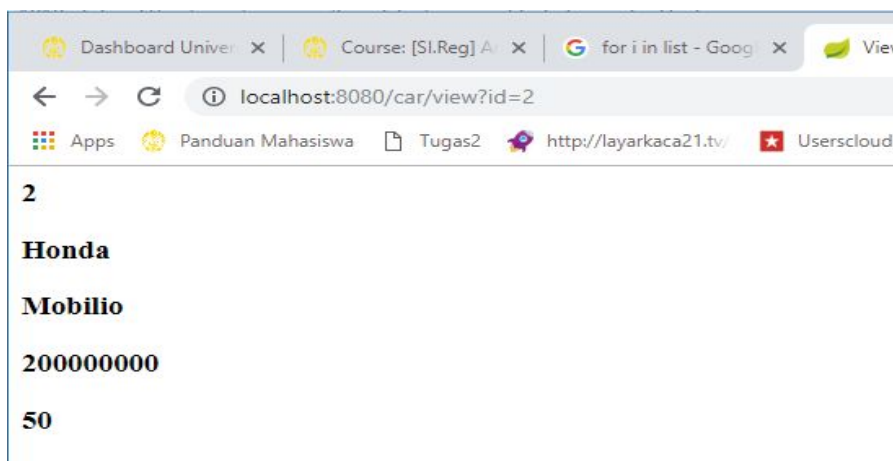 Dashboard Univer
Course: [SI.Reg] A
for i in list - Goog
View
localhost:8080/car/view?id=2
Apps
Panduan Mahasiswa
Tugas2
http://layarkaca21.tv/
Userscloud
2
Honda
Mobilio
200000000
50